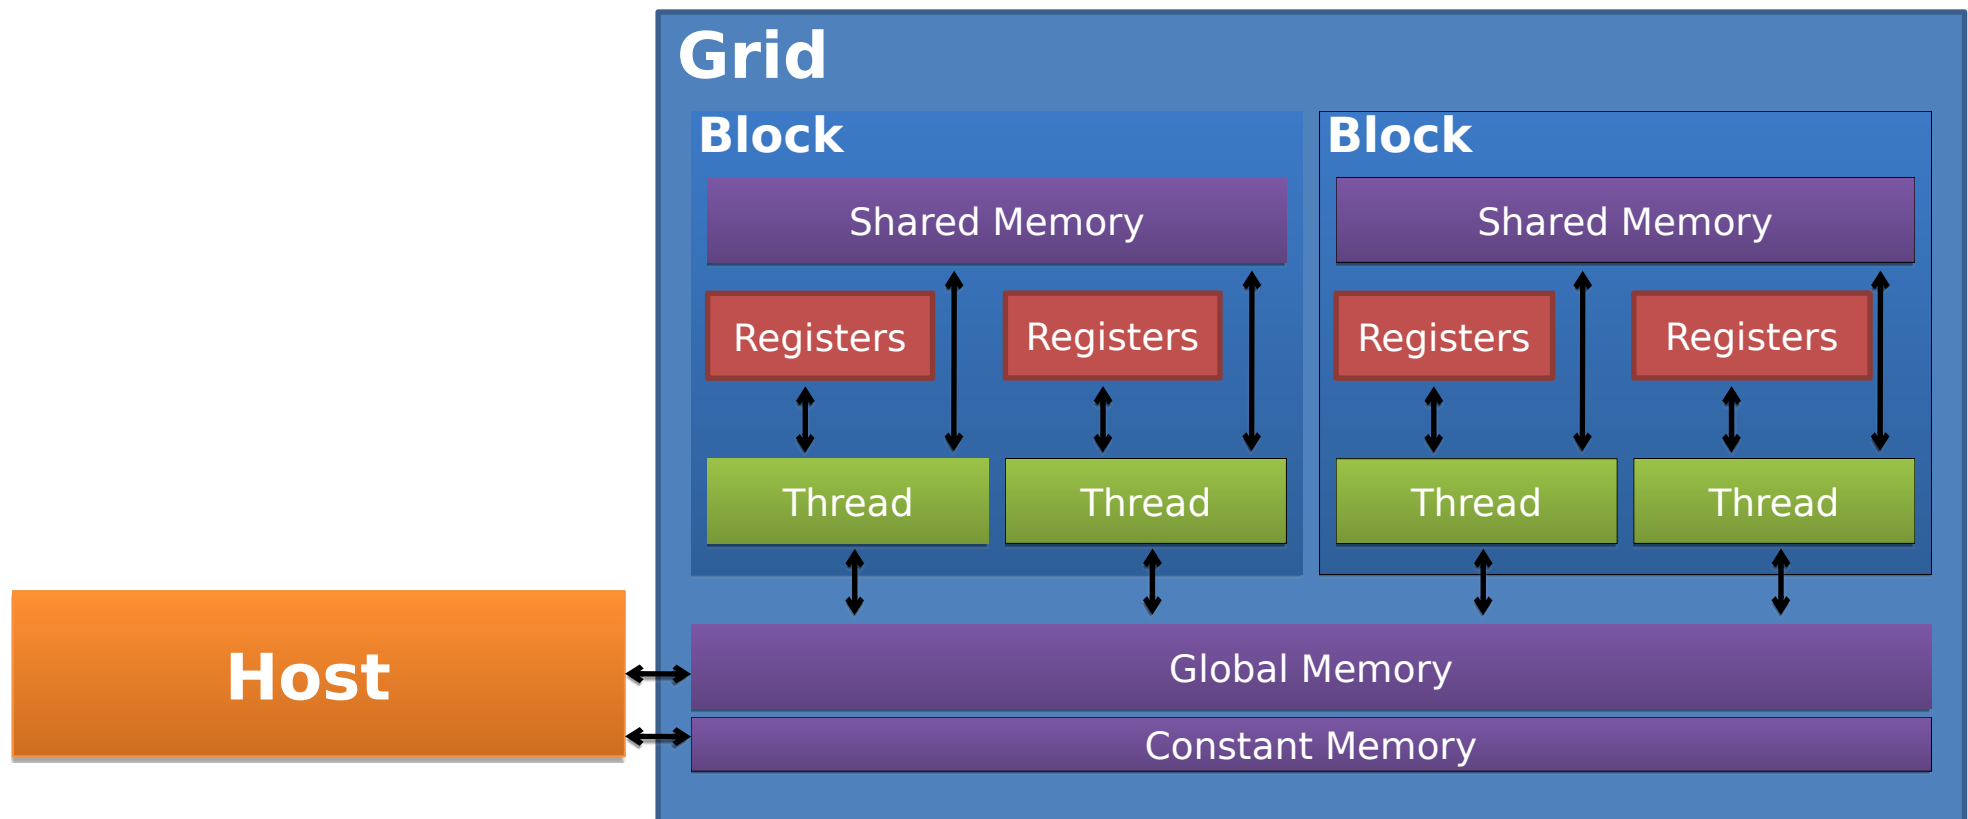 Grid
Block
Block
Shared Memory
Shared Memory
Registers
Registers
Registers
Registers
Thread
Thread
Thread
Thread
Host
Global Memory
Constant Memory